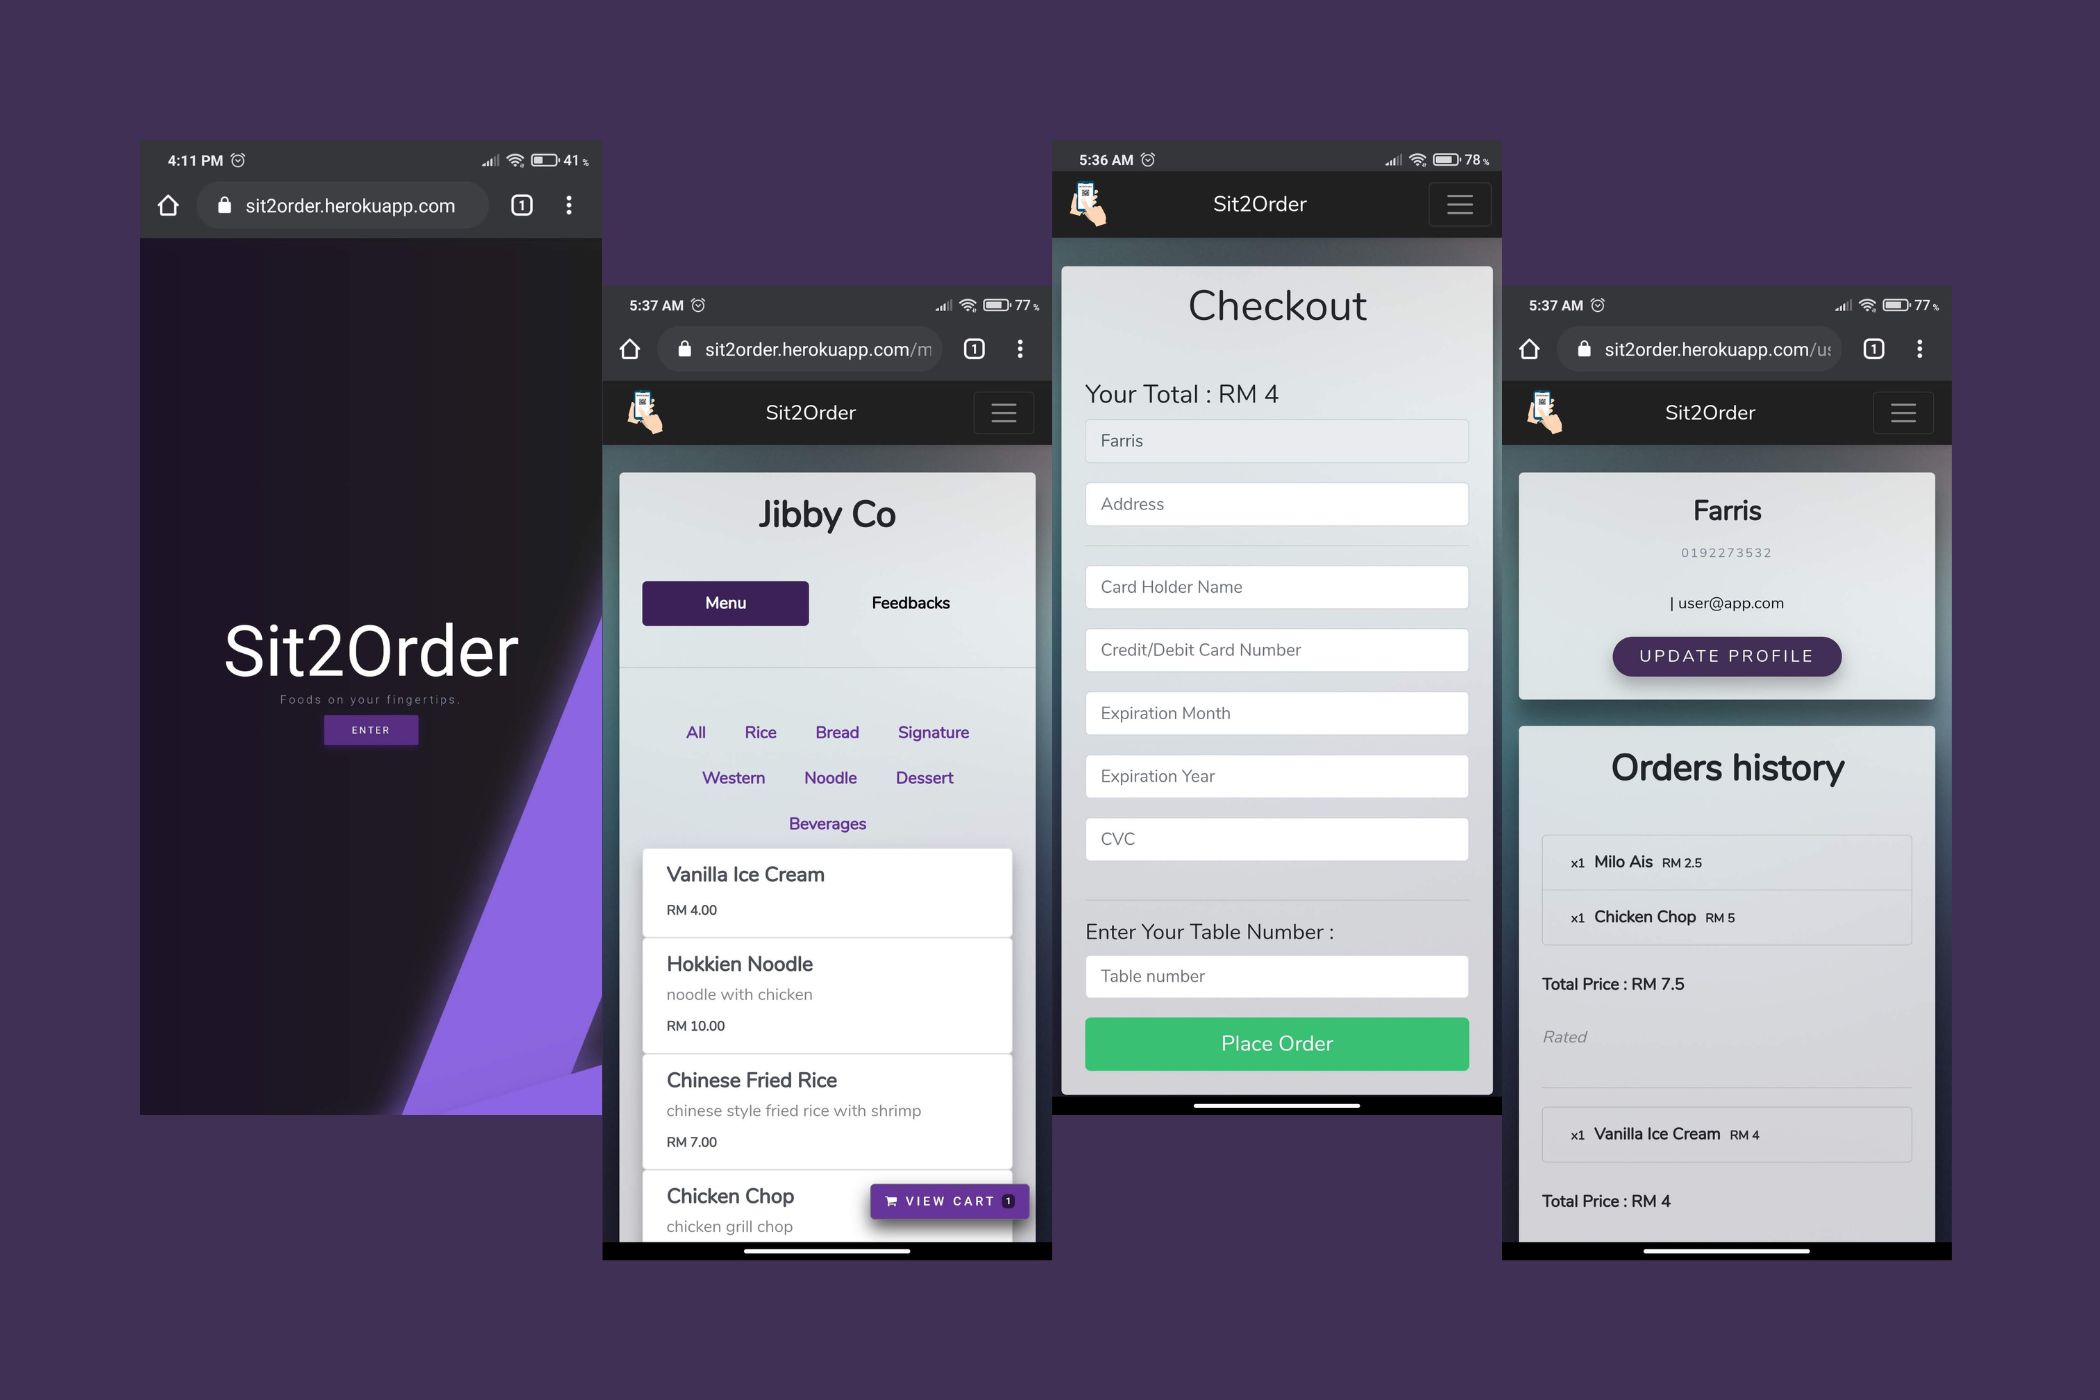 4:11 PM
41 %
sit2order.herokuapp.com
1
Sit2Order
Foods on your fingertips.
ENTER
5:37 AM
77 %
sit2order.herokuapp.com/m
1
Sit2Order
Jibby Co
Menu Feedbacks
All Rice Bread Signature
Western Noodle Dessert
Beverages
Vanilla Ice Cream
RM 4.00
Hokkien Noodle
noodle with chicken
RM 10.00
Chinese Fried Rice
chinese style fried rice with shrimp
RM 7.00
Chicken Chop
chicken grill chop
VIEW CART 1
5:36 AM
78 %
Sit2Order
Checkout
Your Total : RM 4
Farris
Address
Card Holder Name
Credit/Debit Card Number
Expiration Month
Expiration Year
CVC
Enter Your Table Number :
Table number
Place Order
5:37 AM
77 %
sit2order.herokuapp.com/us
1
Sit2Order
Farris
0192273532
| user@app.com
UPDATE PROFILE
Orders history
x1 Milo Ais RM 2.5
x1 Chicken Chop RM 5
Total Price : RM 7.5
Rated
x1 Vanilla Ice Cream RM 4
Total Price : RM 4